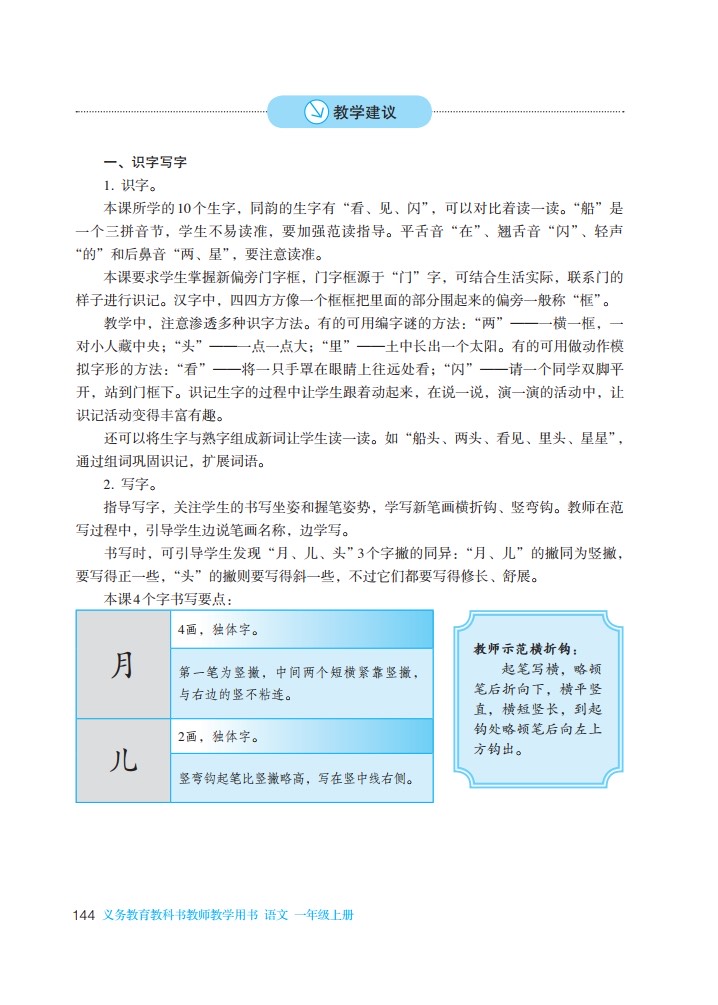 教学建议
一、识字写字
1. 识字。
本课所学的10个生字，同韵的生字有“看、见、闪”，可以对比着读一读。“船”是
一个三拼音节，学生不易读准，要加强范读指导。平舌音“在”、翘舌音“闪”、轻声
“的”和后鼻音“两、星”，要注意读准。
本课要求学生掌握新偏旁门字框，门字框源于“门”字，可结合生活实际，联系门的
样子进行识记。汉字中，四四方方像一个框框把里面的部分围起来的偏旁一般称“框”。
教学中，注意渗透多种识字方法。有的可用编字谜的方法：“两”——一横一框，一
对小人藏中央；“头”——一点一点大；“里”——土中长出一个太阳。有的可用做动作模
拟字形的方法：“看”——将一只手罩在眼睛上往远处看；“闪”——请一个同学双脚平
开，站到门框下。识记生字的过程中让学生跟着动起来，在说一说，演一演的活动中，让
识记活动变得丰富有趣。
还可以将生字与熟字组成新词让学生读一读。如“船头、两头、看见、里头、星星”，
通过组词巩固识记，扩展词语。
2. 写字。
指导写字，关注学生的书写坐姿和握笔姿势，学写新笔画横折钩、竖弯钩。教师在范
写过程中，引导学生边说笔画名称，边学写。
书写时，可引导学生发现“月、儿、头”3个字撇的同异：“月、儿”的撇同为竖撇，
要写得正一些，“头”的撇则要写得斜一些，不过它们都要写得修长、舒展。
本课4个字书写要点：
月
4画，独体字。
第一笔为竖撇，中间两个短横紧靠竖撇，
与右边的竖不粘连。
儿
2画，独体字。
竖弯钩起笔比竖撇略高，写在竖中线右侧。
教师示范横折钩：
起笔写横，略顿
笔后折向下，横平竖
直，横短竖长，到起
钩处略顿笔后向左上
方钩出。
144 义务教育教科书教师教学用书 语文 一年级上册